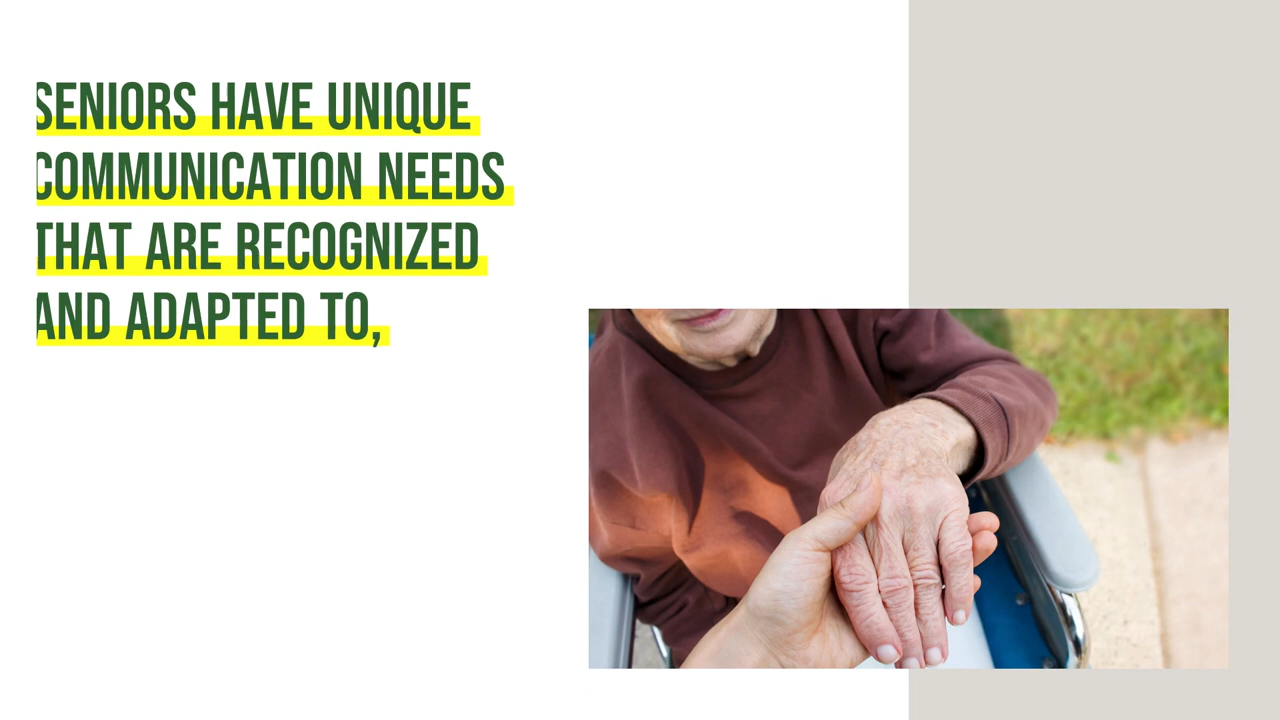 SENIORS HAVE UNIQUE
COMMUNICATION NEEDS
THAT ARE RECOGNIZED
AND ADAPTED TO,